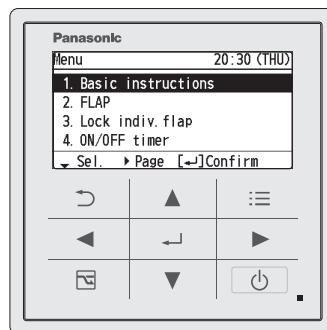 Panasonic
Menu 20:30 (THU)
1. Basic instructions
2. FLAP
3. Lock indiv.flap
4. ON/OFF timer
Sel. ▸Page [↵]Confirm